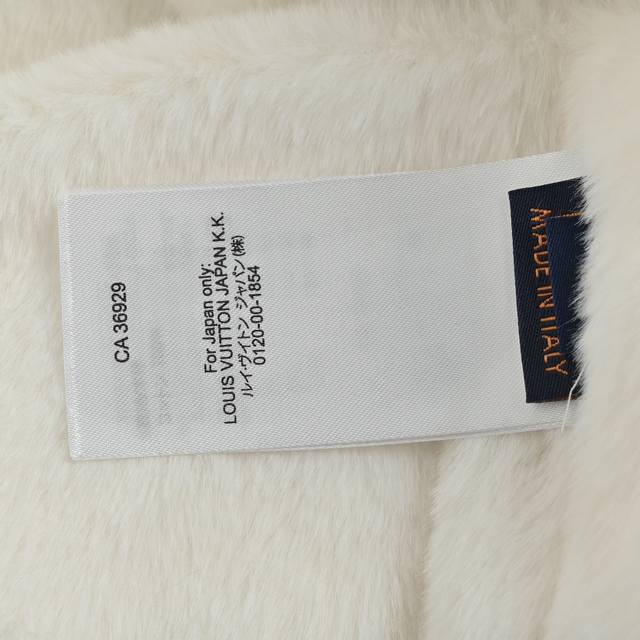 CA 36929
For Japan only:
LOUIS VUITTON JAPAN K.K.
ルイ・ヴィトン ジャパン(株)
0120-00-1854
MADE IN ITALY